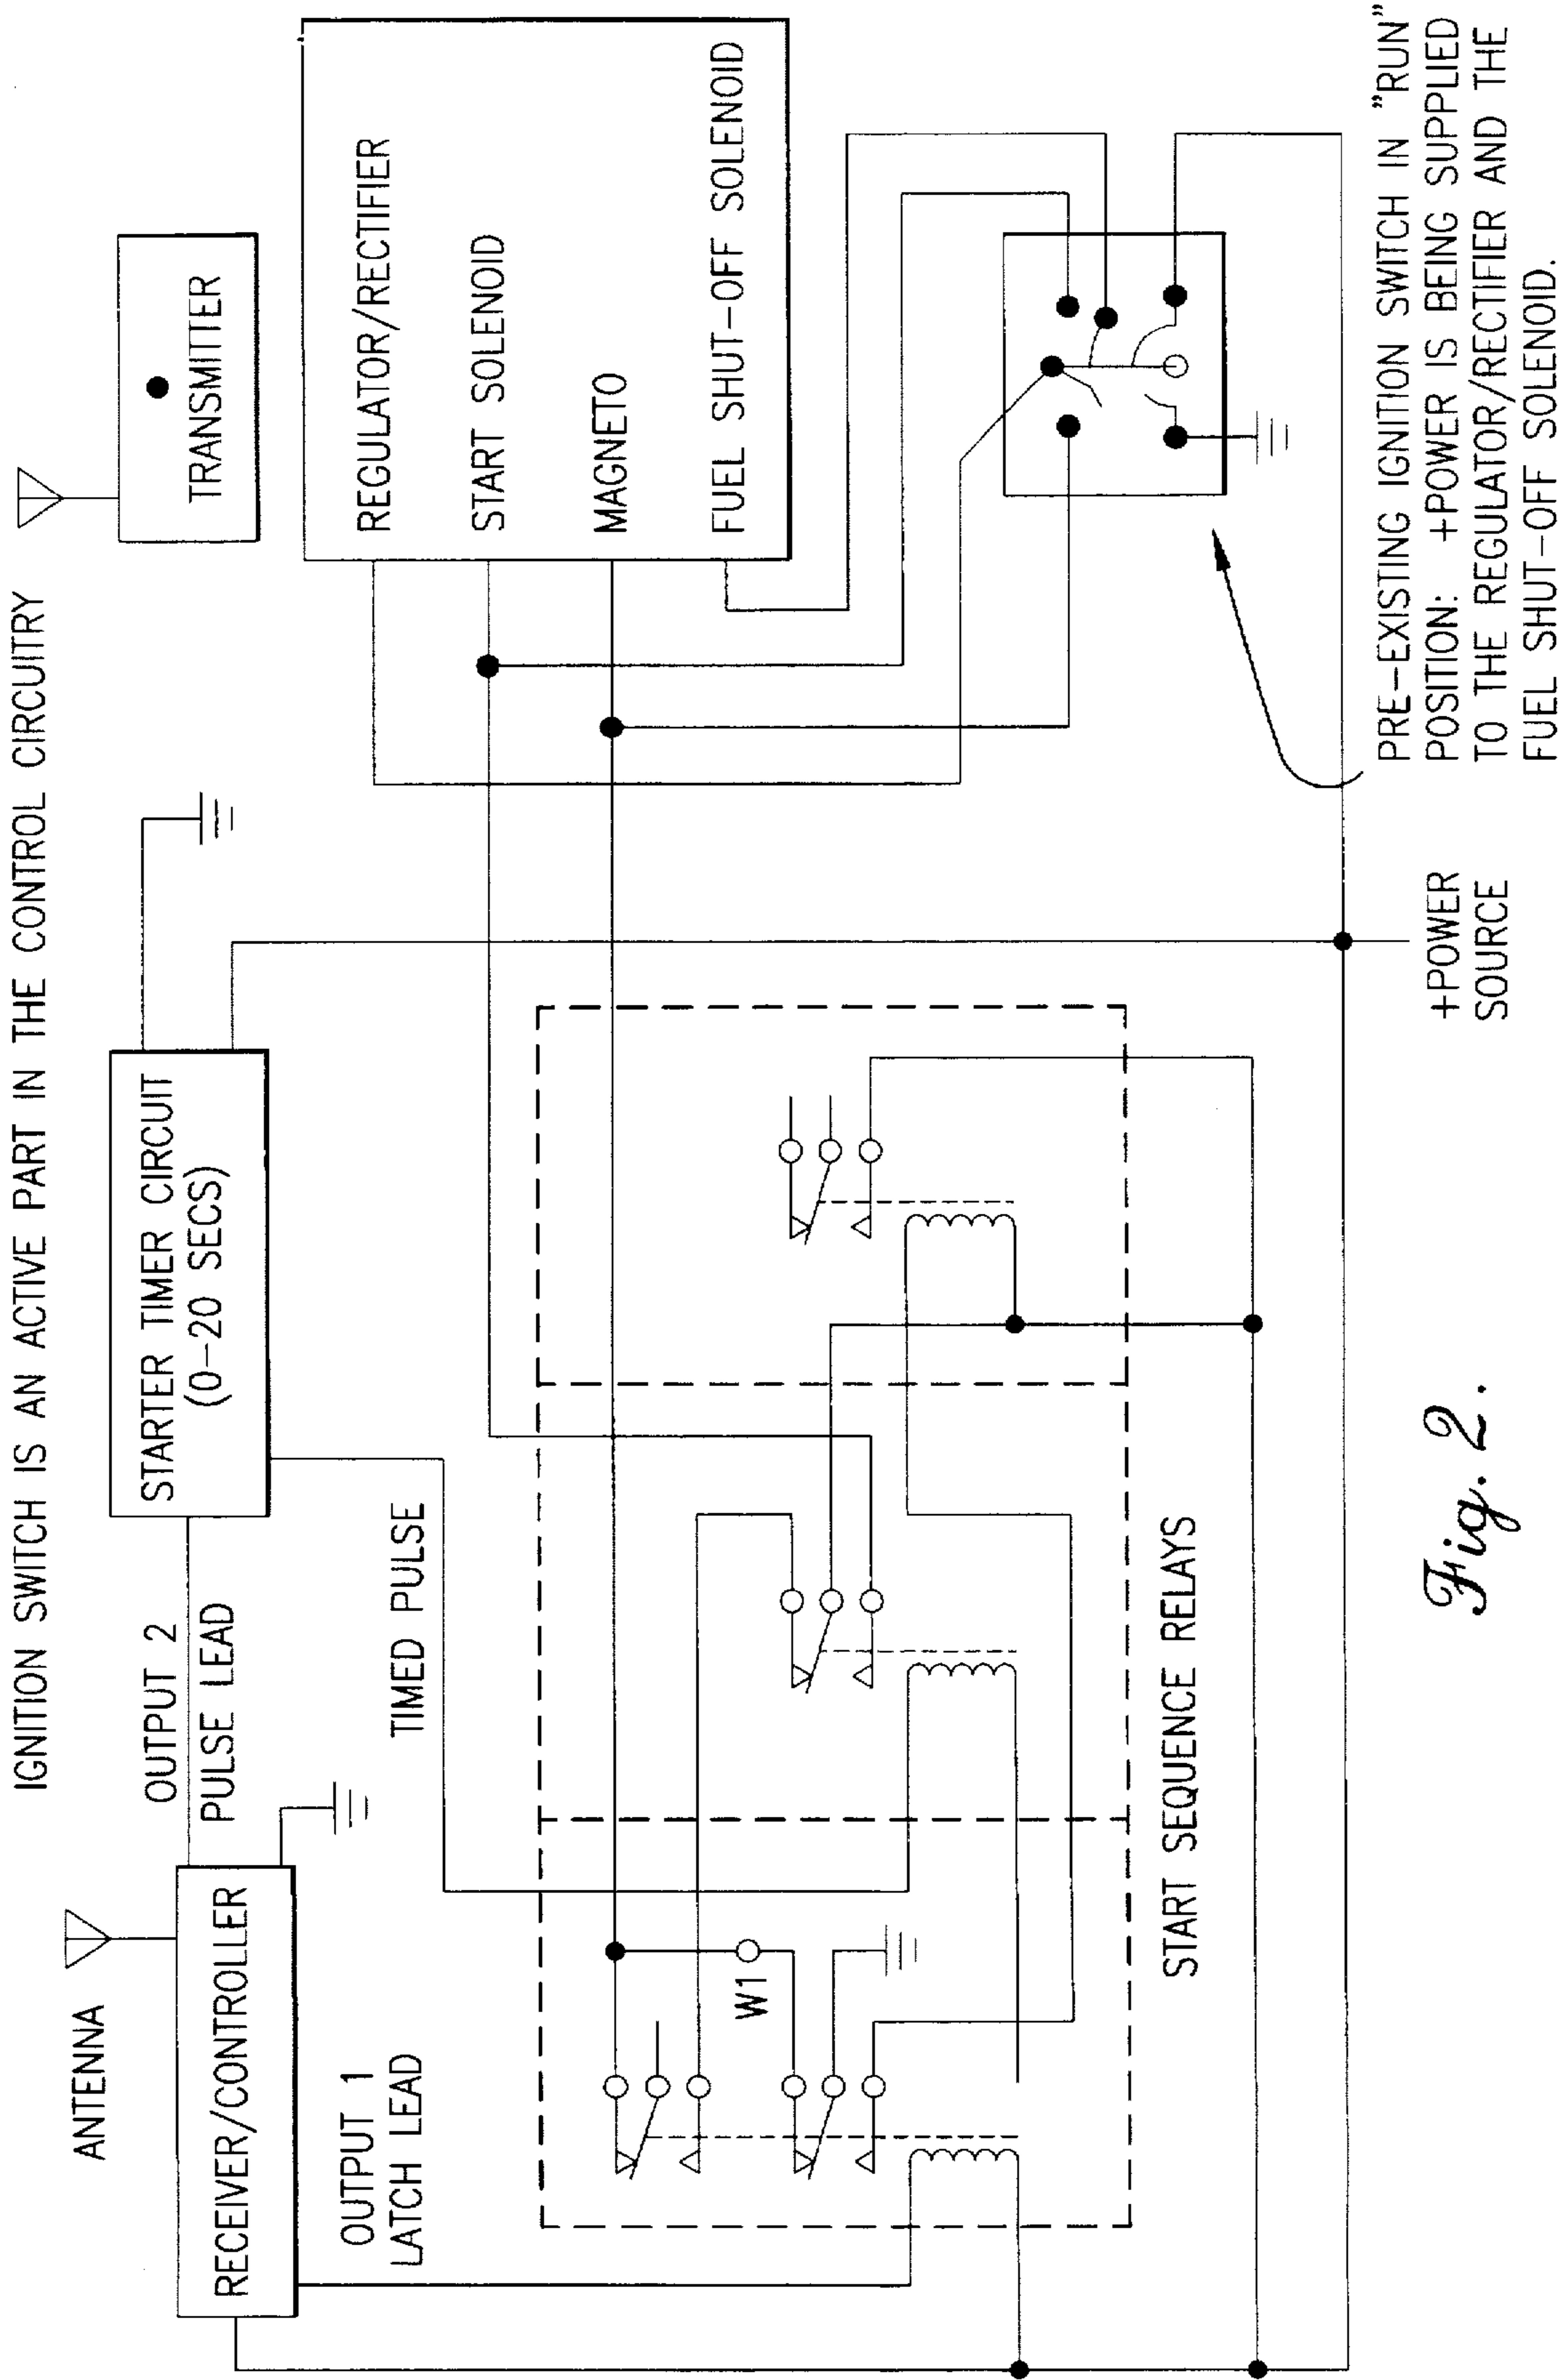 IGNITION SWITCH IS AN ACTIVE PART IN THE CONTROL CIRCUITRY
ANTENNA
RECEIVER/CONTROLLER
OUTPUT 2
PULSE LEAD
STARTER TIMER CIRCUIT
(0-20 SECS)
TRANSMITTER
OUTPUT 1
LATCH LEAD
TIMED PULSE
REGULATOR/RECTIFIER
START SOLENOID
MAGNETO
FUEL SHUT-OFF SOLENOID
W1
START SEQUENCE RELAYS
+POWER
SOURCE
PRE-EXISTING IGNITION SWITCH IN "RUN"
POSITION: +POWER IS BEING SUPPLIED
TO THE REGULATOR/RECTIFIER AND THE
FUEL SHUT-OFF SOLENOID.
Fig. 2.